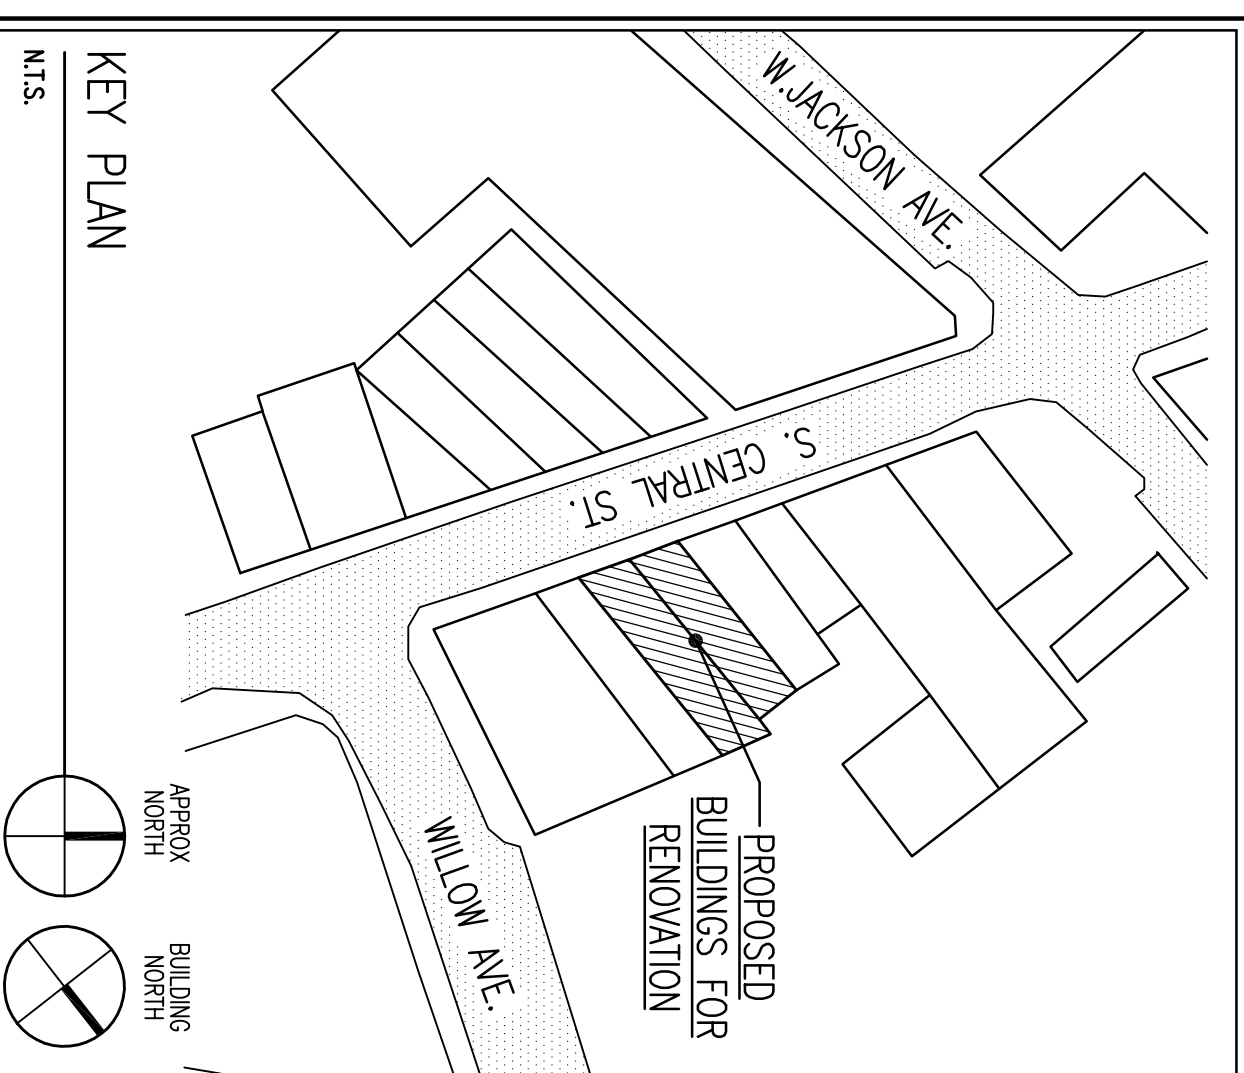 W.JACKSON AVE.
S. CENTRAL ST.
PROPOSED
BUILDINGS FOR
RENOVATION
WILLOW AVE.
KEY PLAN
N.T.S.
APPROX
NORTH
BUILDING
NORTH